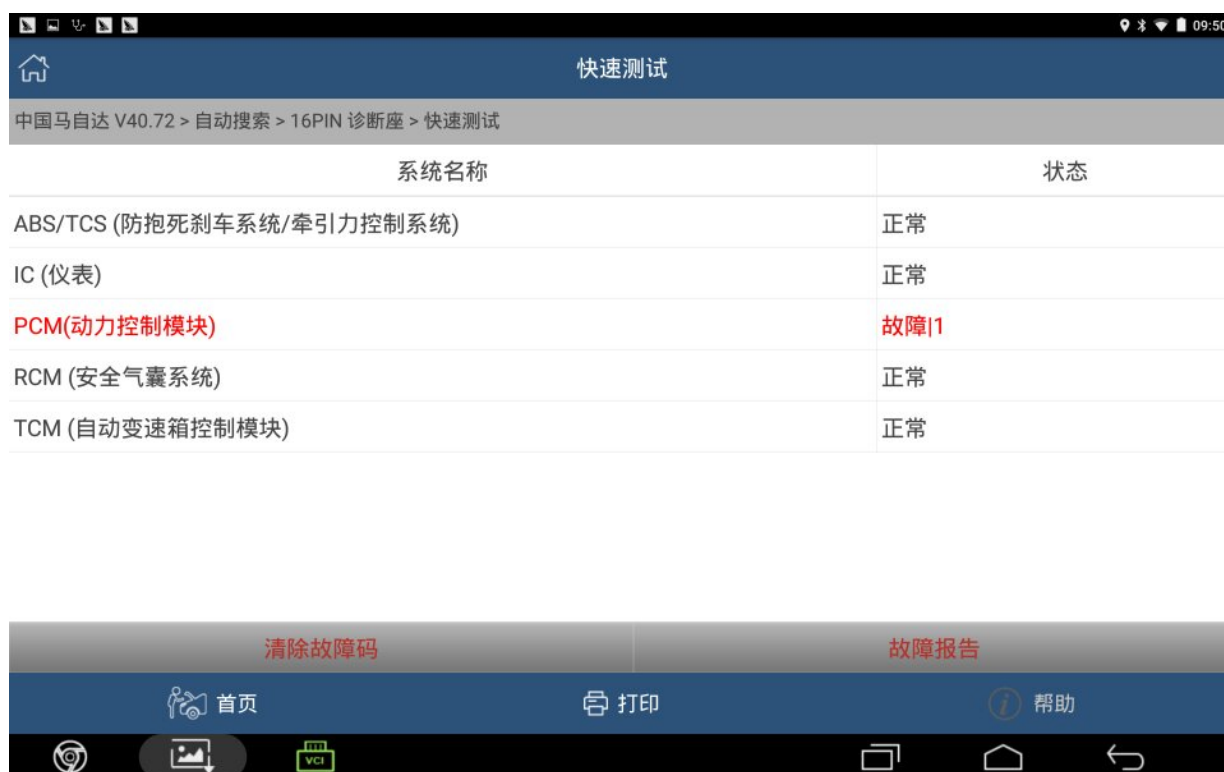 09:50
快速测试
中国马自达 V40.72 > 自动搜索 > 16PIN 诊断座 > 快速测试
系统名称 状态
ABS/TCS (防抱死刹车系统/牵引力控制系统) 正常
IC (仪表) 正常
PCM(动力控制模块) 故障|1
RCM (安全气囊系统) 正常
TCM (自动变速箱控制模块) 正常
清除故障码 故障报告
首页 打印 i 帮助
VCI